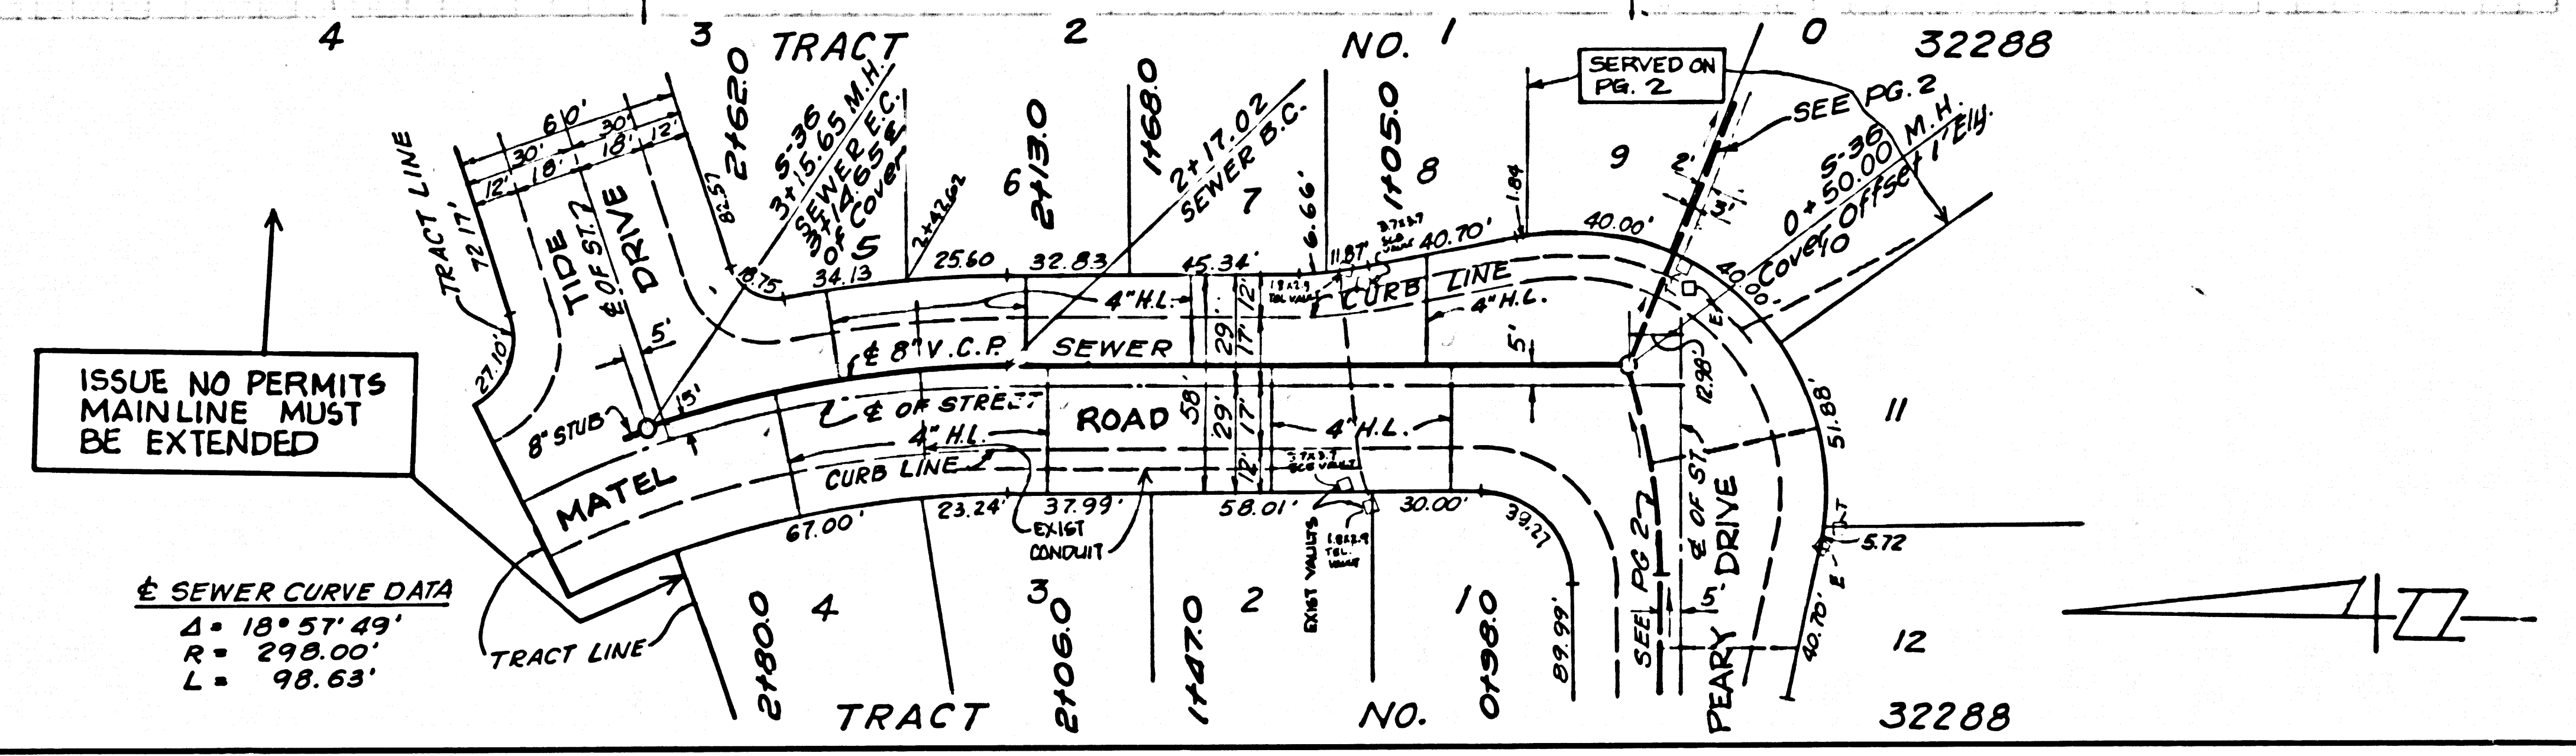 4
3
2
1
0
TRACT
NO.
32288
SERVED ON
PG. 2
SEE PG. 2
S-36
0+50.00 M.H.
Cover Offset 1' Ely.
2+62.0
S-36
3+15.65 M.H.
SEWER E.C.
3+14.65 ℄
of Cover
2+42.62
2+13.0
1+68.0
2+17.02
SEWER B.C.
1+05.0
5
6
7
8
9
10
11
12
60'
30'
30'
12'
18'
18'
12'
TRACT LINE
72.17'
27.10'
82.57
18.75
34.13
25.60
32.83
45.34'
6.66'
11.87'
40.70'
1.84
40.00'
40.00'
2'
3'
TIDE
℄ OF ST.
DRIVE
5'
4" H.L.
CURB LINE
4" H.L.
℄ 8" V.C.P. SEWER
12'
17'
29'
58'
29'
17'
12'
5'
12.98'
51.88'
ISSUE NO PERMITS
MAINLINE MUST
BE EXTENDED
8" STUB
5'
℄ OF STREET
ROAD
4" H.L.
4" H.L.
CURB LINE
MATEL
67.00'
23.24'
37.99'
58.01'
30.00'
39.27
EXIST
CONDUIT
EXIST VAULTS
1.8x2.9
TEL.
VAULT
SEE PG 2
℄ OF ST.
PEARY DRIVE
5'
5.72
40.70'
89.99'
℄ SEWER CURVE DATA
Δ = 18° 57' 49'
R = 298.00'
L = 98.63'
TRACT LINE
2+80.0
4
3
2+06.0
1+47.0
2
1
0+98.0
TRACT
NO.
32288